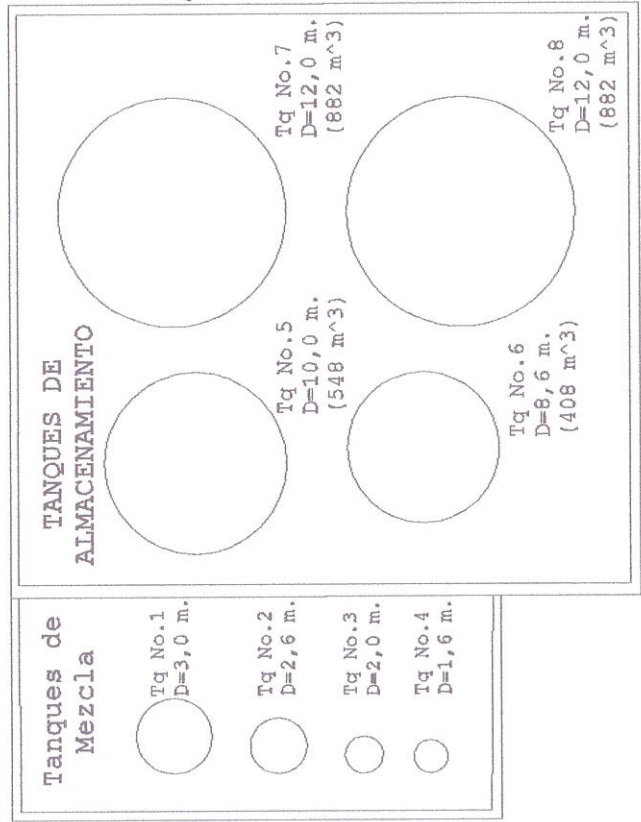 Tanques de
Mezcla
Tq No.1
D=3,0 m.
Tq No.2
D=2,6 m.
Tq No.3
D=2,0 m.
Tq No.4
D=1,6 m.
TANQUES DE
ALMACENAMIENTO
Tq No.5
D=10,0 m.
(548 m^3)
Tq No.7
D=12,0 m.
(882 m^3)
Tq No.6
D=8,6 m.
(408 m^3)
Tq No.8
D=12,0 m.
(882 m^3)